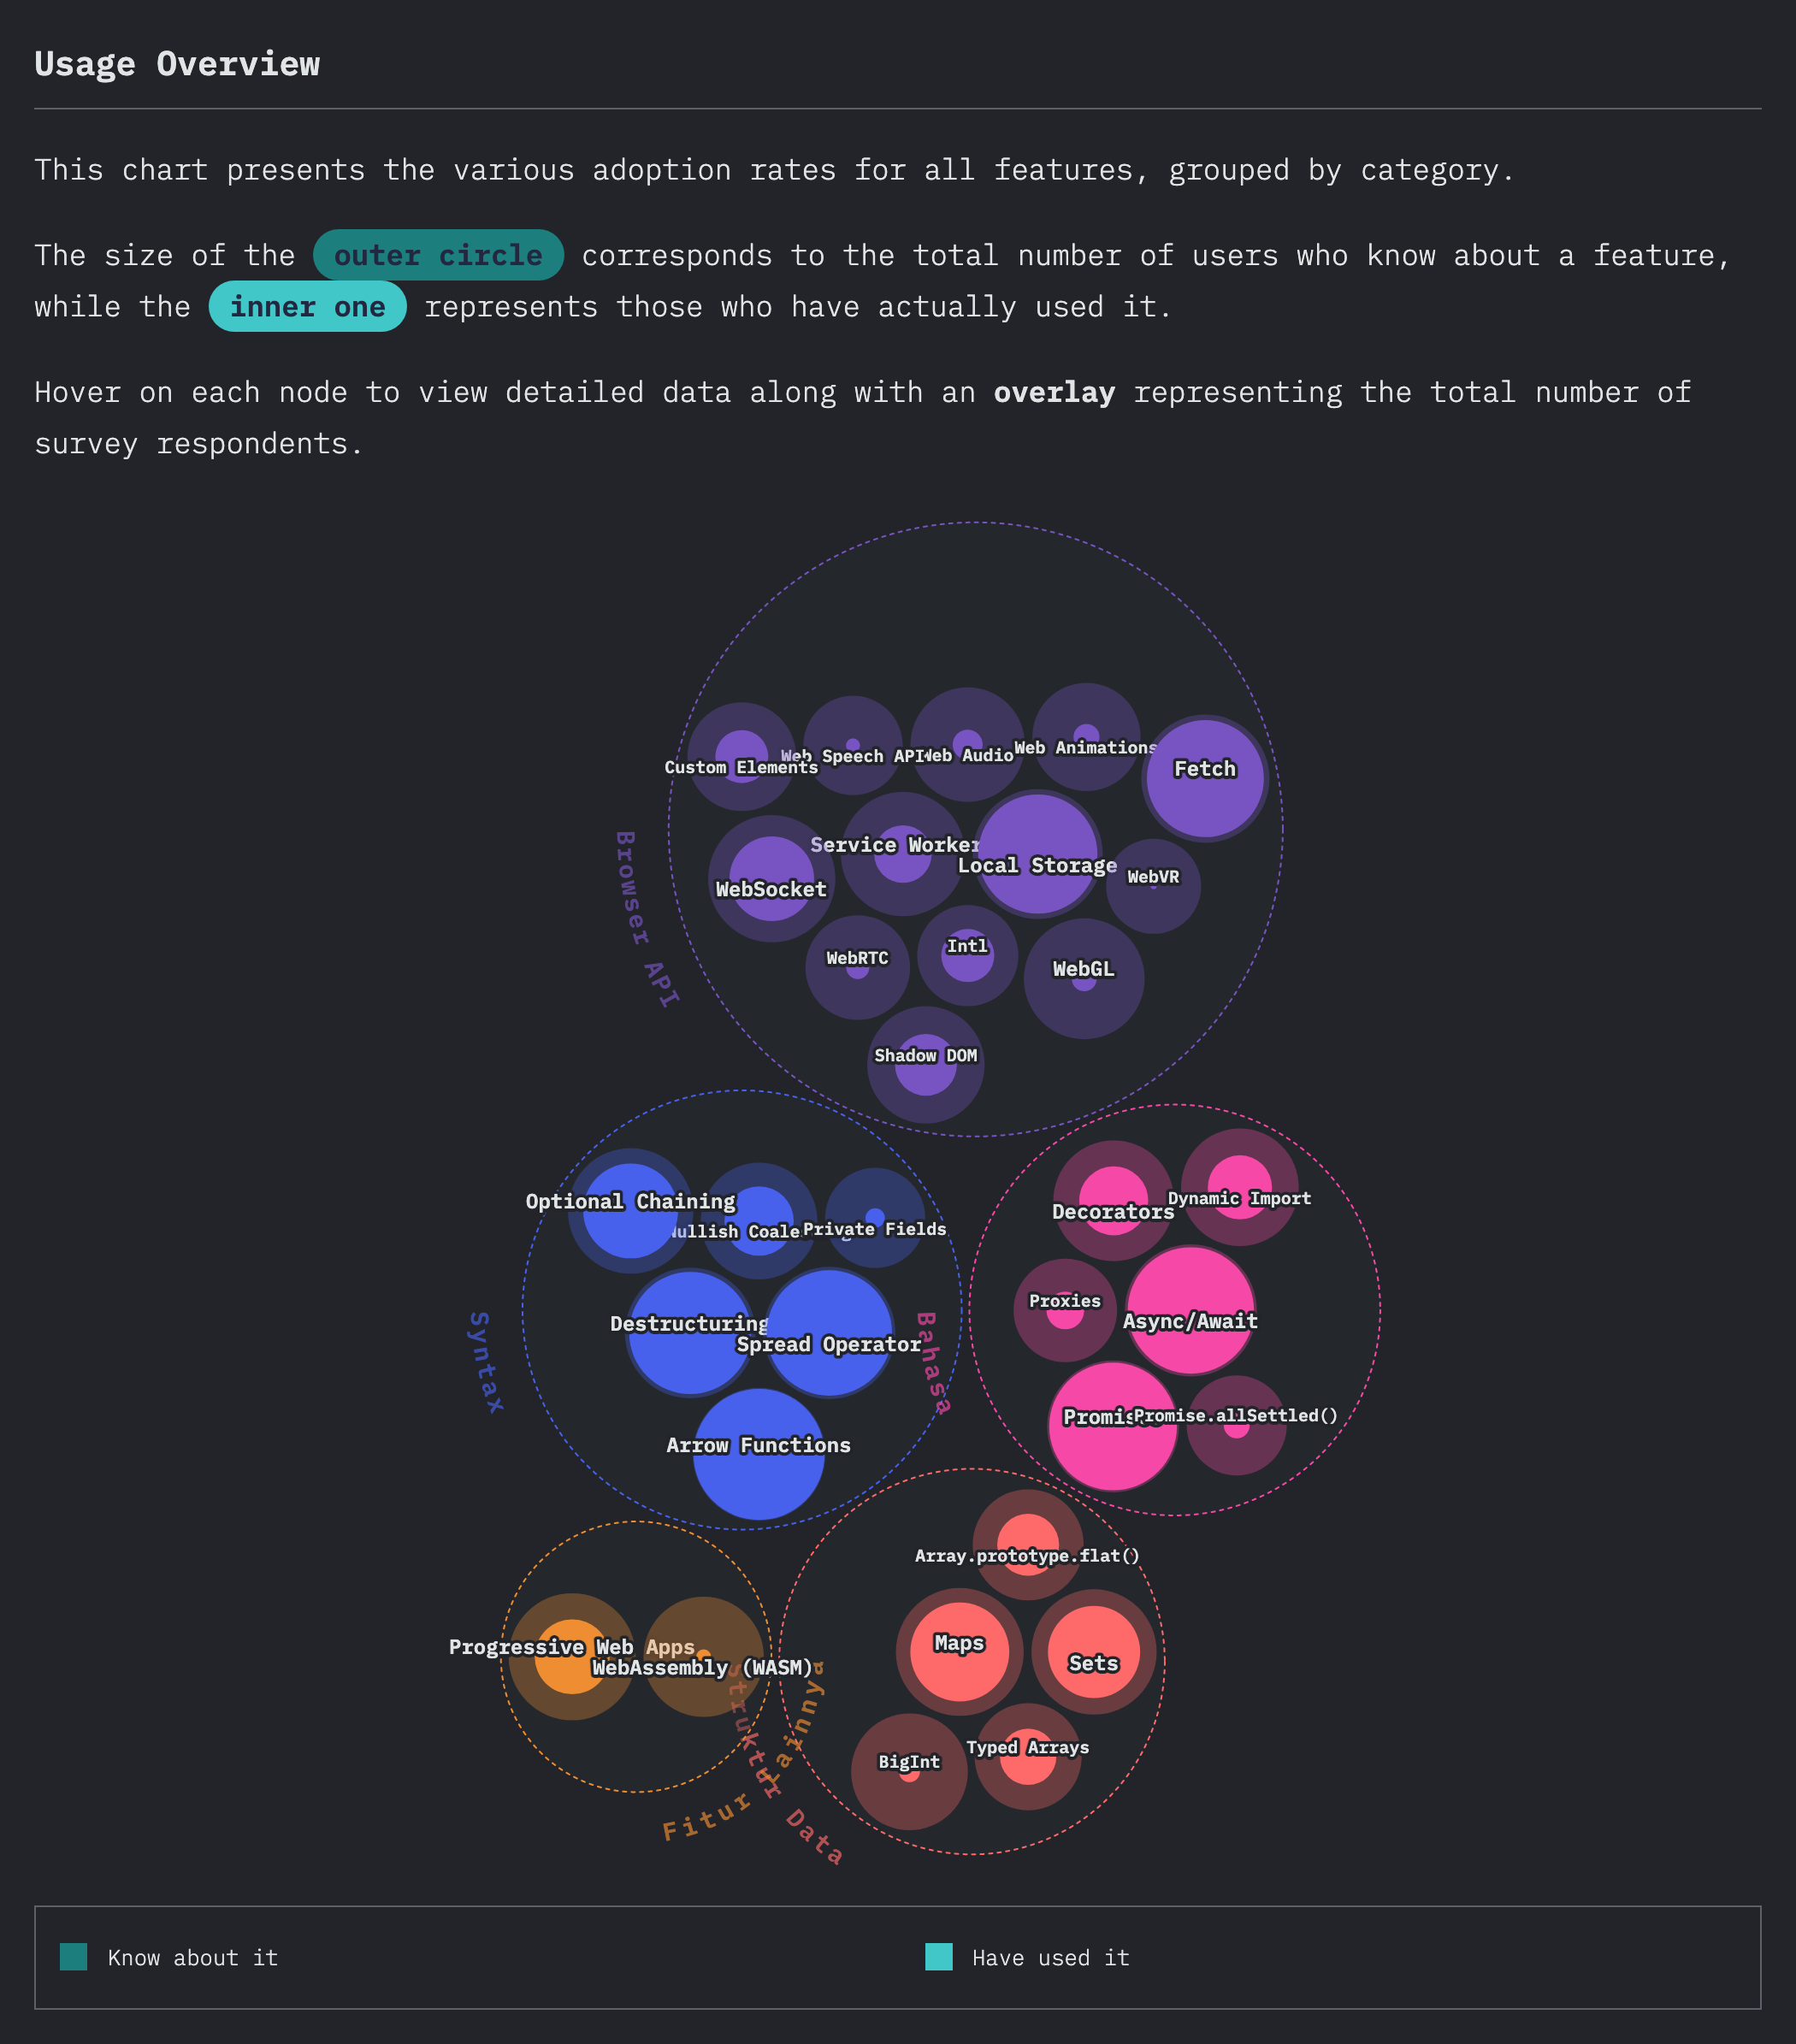 Usage Overview
This chart presents the various adoption rates for all features, grouped by category.
The size of the outer circle corresponds to the total number of users who know about a feature,
while the inner one represents those who have actually used it.
Hover on each node to view detailed data along with an overlay representing the total number of
survey respondents.
Browser API
Custom Elements
Web Speech API
Web Audio
Web Animations
Fetch
WebSocket
Service Worker
Local Storage
WebVR
WebRTC
Intl
WebGL
Shadow DOM
Syntax
Optional Chaining
Nullish
Private Fields
Destructuring
Spread Operator
Arrow Functions
Bahasa
Decorators
Dynamic Import
Proxies
Async/Await
Promise.allSettled()
Fitur Lainnya
Progressive Web Apps
WebAssembly (WASM)
Struktur Data
Array.prototype.flat()
Maps
Sets
BigInt
Typed Arrays
Know about it
Have used it